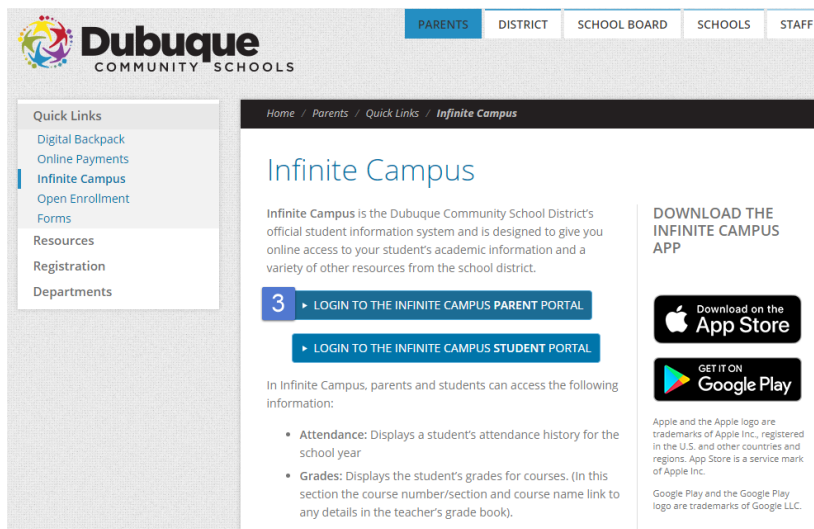 Dubuque
COMMUNITY SCHOOLS
PARENTS
DISTRICT
SCHOOL BOARD
SCHOOLS
STAFF
Quick Links
Digital Backpack
Online Payments
Infinite Campus
Open Enrollment
Forms
Resources
Registration
Departments
Home / Parents / Quick Links / Infinite Campus
Infinite Campus
Infinite Campus is the Dubuque Community School District's
official student information system and is designed to give you
online access to your student's academic information and a
variety of other resources from the school district.
3
LOGIN TO THE INFINITE CAMPUS PARENT PORTAL
LOGIN TO THE INFINITE CAMPUS STUDENT PORTAL
In Infinite Campus, parents and students can access the following
information:
• Attendance: Displays a student's attendance history for the
school year
• Grades: Displays the student's grades for courses. (In this
section the course number/section and course name link to
any details in the teacher's grade book).
DOWNLOAD THE
INFINITE CAMPUS
APP
Download on the
App Store
GET IT ON
Google Play
Apple and the Apple logo are
trademarks of Apple Inc., registered
in the U.S. and other countries and
regions. App Store is a service mark
of Apple Inc.
Google Play and the Google Play
logo are trademarks of Google LLC.